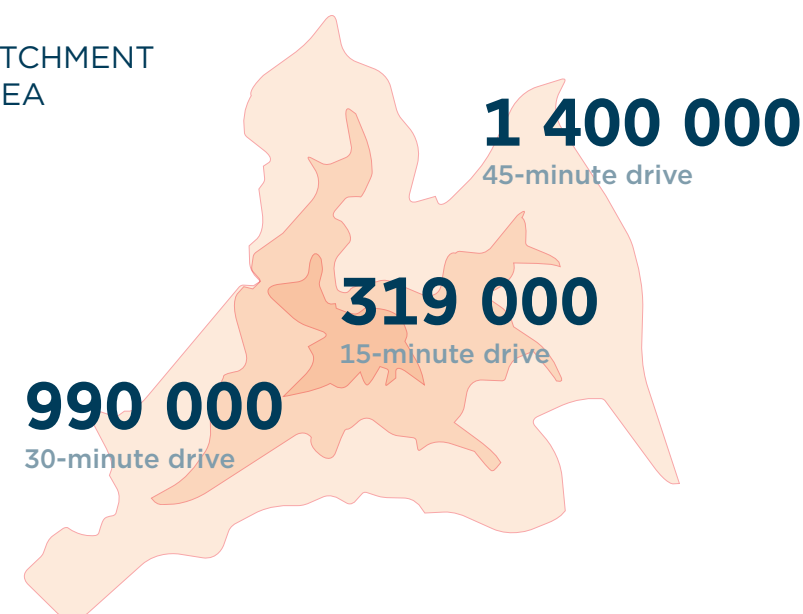 TCHMENT
EA
1 400 000
45-minute drive
319 000
15-minute drive
990 000
30-minute drive